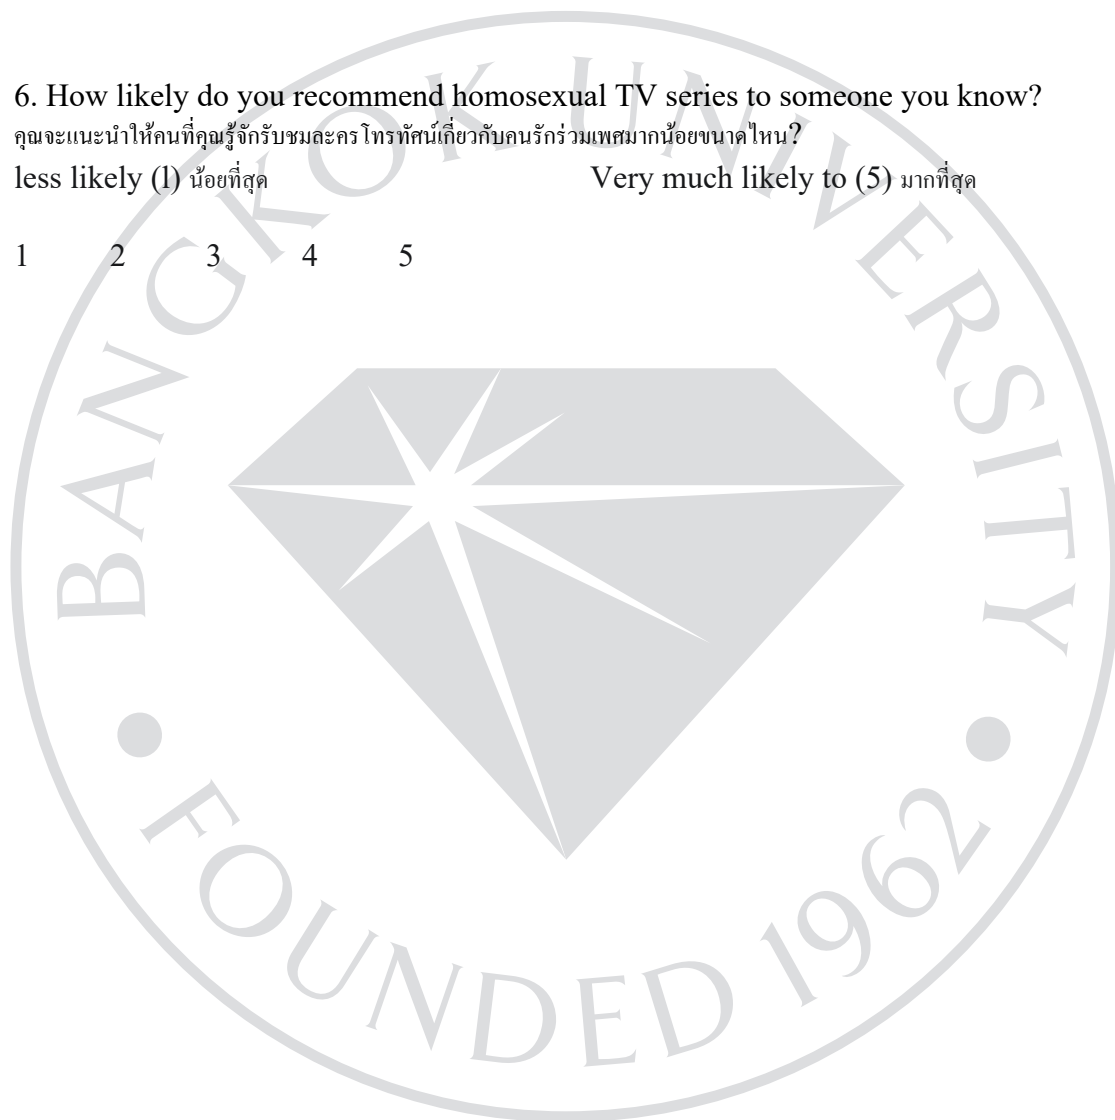 BANGKOK UNIVERSITY
6. How likely do you recommend homosexual TV series to someone you know?
คุณจะแนะนำให้คนที่คุณรู้จักรับชมละครโทรทัศน์เกี่ยวกับคนรักร่วมเพศมากน้อยขนาดไหน?
less likely (l) น้อยที่สุด Very much likely to (5) มากที่สุด
1 2 3 4 5
• FOUNDED 1962 •